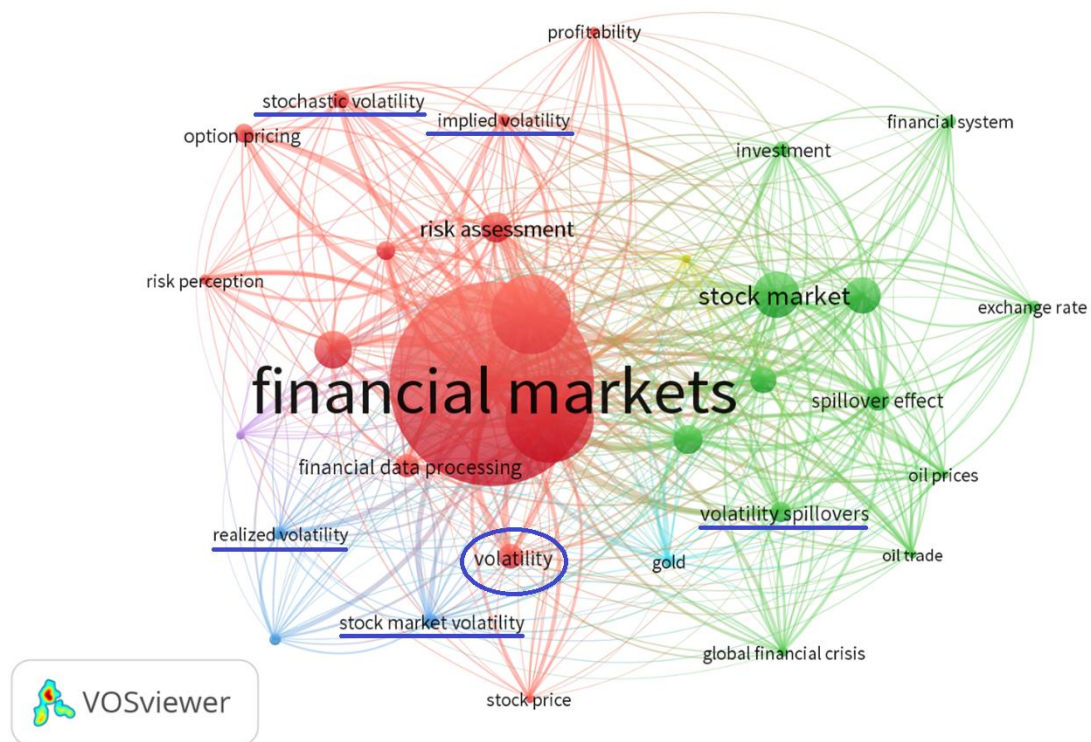 profitability
stochastic volatility
implied volatility
financial system
option pricing
investment
risk assessment
risk perception
stock market
exchange rate
financial markets
spillover effect
financial data processing
oil prices
volatility spillovers
realized volatility
volatility
gold
oil trade
stock market volatility
global financial crisis
stock price
VOSviewer